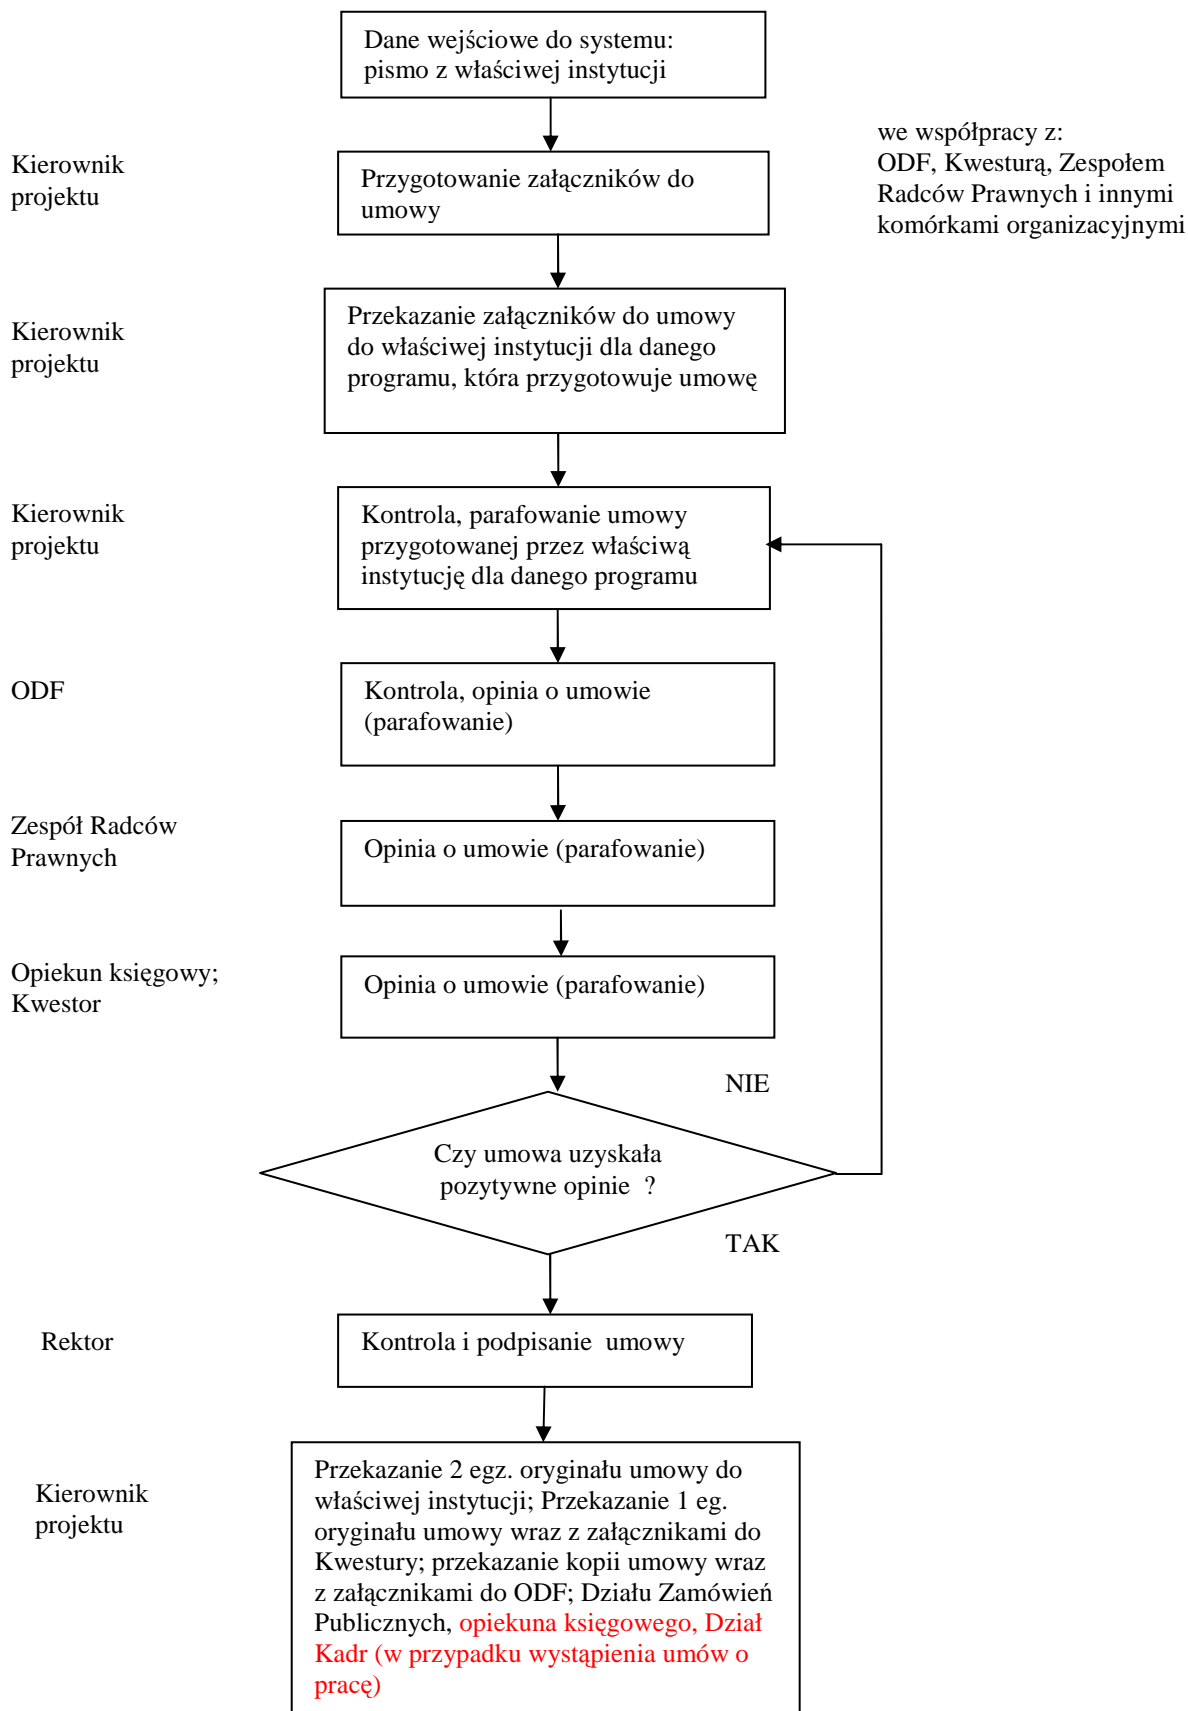 Dane wejściowe do systemu:
pismo z właściwej instytucji
we współpracy z:
ODF, Kwesturą, Zespołem
Radców Prawnych i innymi
komórkami organizacyjnymi
Kierownik
projektu
Przygotowanie załączników do
umowy
Kierownik
projektu
Przekazanie załączników do umowy
do właściwej instytucji dla danego
programu, która przygotowuje umowę
Kierownik
projektu
Kontrola, parafowanie umowy
przygotowanej przez właściwą
instytucję dla danego programu
ODF
Kontrola, opinia o umowie
(parafowanie)
Zespół Radców
Prawnych
Opinia o umowie (parafowanie)
Opiekun księgowy;
Kwestor
Opinia o umowie (parafowanie)
NIE
Czy umowa uzyskała
pozytywne opinie ?
TAK
Rektor
Kontrola i podpisanie umowy
Kierownik
projektu
Przekazanie 2 egz. oryginału umowy do
właściwej instytucji; Przekazanie 1 eg.
oryginału umowy wraz z załącznikami do
Kwestury; przekazanie kopii umowy wraz
z załącznikami do ODF; Działu Zamówień
Publicznych, opiekuna księgowego, Dział
Kadr (w przypadku wystąpienia umów o
pracę)